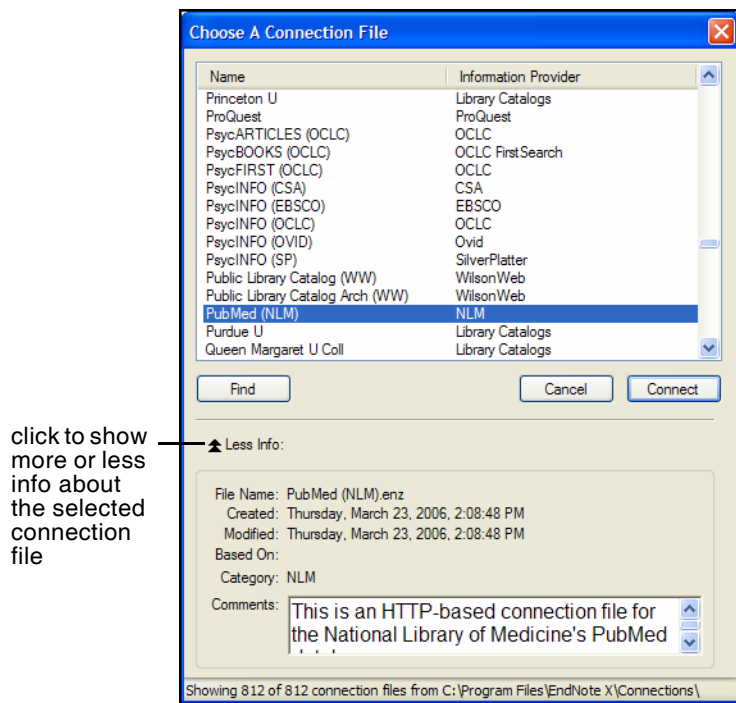 Choose A Connection File
Name Information Provider
Princeton U Library Catalogs
ProQuest ProQuest
PsycARTICLES (OCLC) OCLC
PsycBOOKS (OCLC) OCLC FirstSearch
PsycFIRST (OCLC) OCLC
PsycINFO (CSA) CSA
PsycINFO (EBSCO) EBSCO
PsycINFO (OCLC) OCLC
PsycINFO (OVID) Ovid
PsycINFO (SP) SilverPlatter
Public Library Catalog (WW) WilsonWeb
Public Library Catalog Arch (WW) WilsonWeb
PubMed (NLM) NLM
Purdue U Library Catalogs
Queen Margaret U Coll Library Catalogs
Find Cancel Connect
click to show
more or less
info about
the selected
connection
file
Less Info:
File Name: PubMed (NLM).enz
Created: Thursday, March 23, 2006, 2:08:48 PM
Modified: Thursday, March 23, 2006, 2:08:48 PM
Based On:
Category: NLM
Comments: This is an HTTP-based connection file for
the National Library of Medicine's PubMed
Showing 812 of 812 connection files from C:\Program Files\EndNote X\Connections\